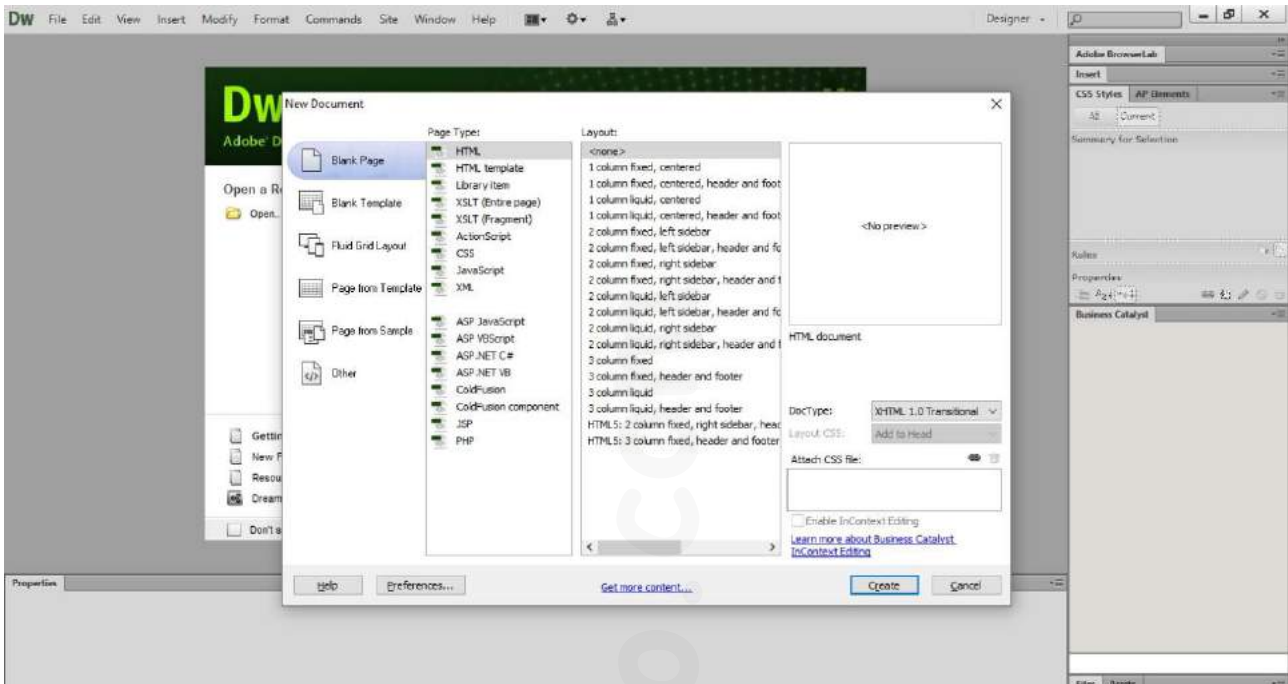 DW File Edit View Insert Modify Format Commands Site Window Help Designer
Dw
Adobe D
Open a R
Open..
Gettin
New F
Resou
Dream
Don't s
New Document
Blank Page
Blank Template
Fluid Grid Layout
Page from Template
Page from Sample
Other
Page Type:
HTML
HTML template
Library item
XSLT (Entire page)
XSLT (Fragment)
ActionScript
CSS
JavaScript
XML
ASP JavaScript
ASP VBScript
ASP.NET C#
ASP.NET VB
ColdFusion
ColdFusion component
JSP
PHP
Layout:
<none>
1 column fixed, centered
1 column fixed, centered, header and foot
1 column liquid, centered
1 column liquid, centered, header and foot
2 column fixed, left sidebar
2 column fixed, left sidebar, header and fo
2 column fixed, right sidebar
2 column fixed, right sidebar, header and f
2 column liquid, left sidebar
2 column liquid, left sidebar, header and fo
2 column liquid, right sidebar
2 column liquid, right sidebar, header and f
3 column fixed
3 column fixed, header and footer
3 column liquid
3 column liquid, header and footer
HTML5: 2 column fixed, right sidebar, head
HTML5: 3 column fixed, header and footer
<No preview>
HTML document
DocType: XHTML 1.0 Transitional
Layout CSS: Add to Head
Attach CSS file:
Enable InContext Editing
Learn more about Business Catalyst
InContext Editing
Help Preferences... Get more content... Create Cancel
Adobe BrowserLab
Insert
CSS Styles AP Elements
All Current
Summary for Selection
Rules
Properties
Business Catalyst
Properties
Files Assets